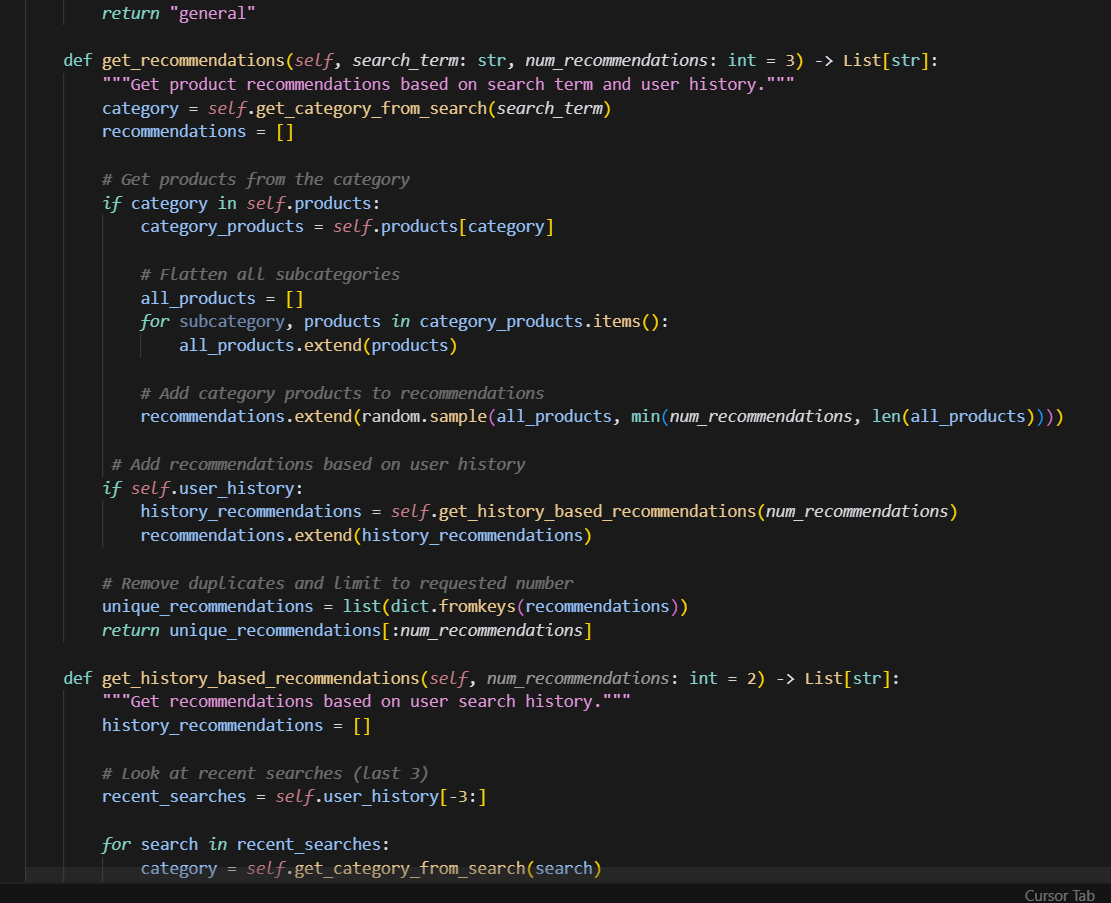 return "general"
def get_recommendations(self, search_term: str, num_recommendations: int = 3) -> List[str]:
"""Get product recommendations based on search term and user history."""
category = self.get_category_from_search(search_term)
recommendations = []
# Get products from the category
if category in self.products:
category_products = self.products[category]
# Flatten all subcategories
all_products = []
for subcategory, products in category_products.items():
all_products.extend(products)
# Add category products to recommendations
recommendations.extend(random.sample(all_products, min(num_recommendations, len(all_products))))
# Add recommendations based on user history
if self.user_history:
history_recommendations = self.get_history_based_recommendations(num_recommendations)
recommendations.extend(history_recommendations)
# Remove duplicates and limit to requested number
unique_recommendations = list(dict.fromkeys(recommendations))
return unique_recommendations[:num_recommendations]
def get_history_based_recommendations(self, num_recommendations: int = 2) -> List[str]:
"""Get recommendations based on user search history."""
history_recommendations = []
# Look at recent searches (last 3)
recent_searches = self.user_history[-3:]
for search in recent_searches:
category = self.get_category_from_search(search)
Cursor Tab